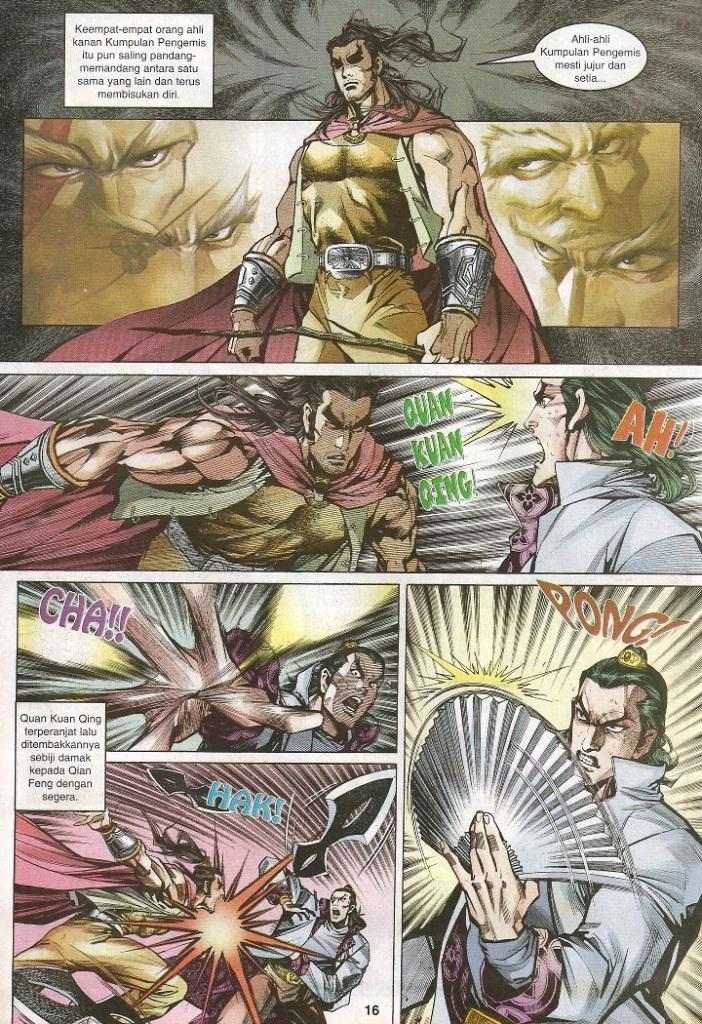 Keempat-empat orang ahli
kanan Kumpulan Pengemis
itu pun saling pandang-
memandang antara satu
sama yang lain dan terus
membisukan diri.
Ahli-ahli
Kumpulan Pengemis
mesti jujur dan
setia...
QUAN
KUAN
QING!
AH!
CHA!!
Quan Kuan Qing
terperanjat lalu
ditembakkannya
sebiji damak
kepada Qian
Feng dengan
segera.
HAK!
PONG!
16